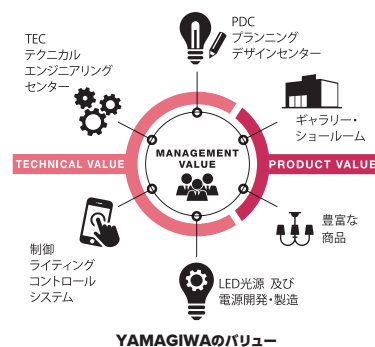 PDC
プランニング
デザインセンター
TEC
テクニカル
エンジニアリング
センター
ギャラリー・
ショールーム
TECHNICAL VALUE
MANAGEMENT
VALUE
PRODUCT VALUE
豊富な
商品
制御
ライティング
コントロール
システム
LED光源 及び
電源開発・製造
YAMAGIWAのバリュー